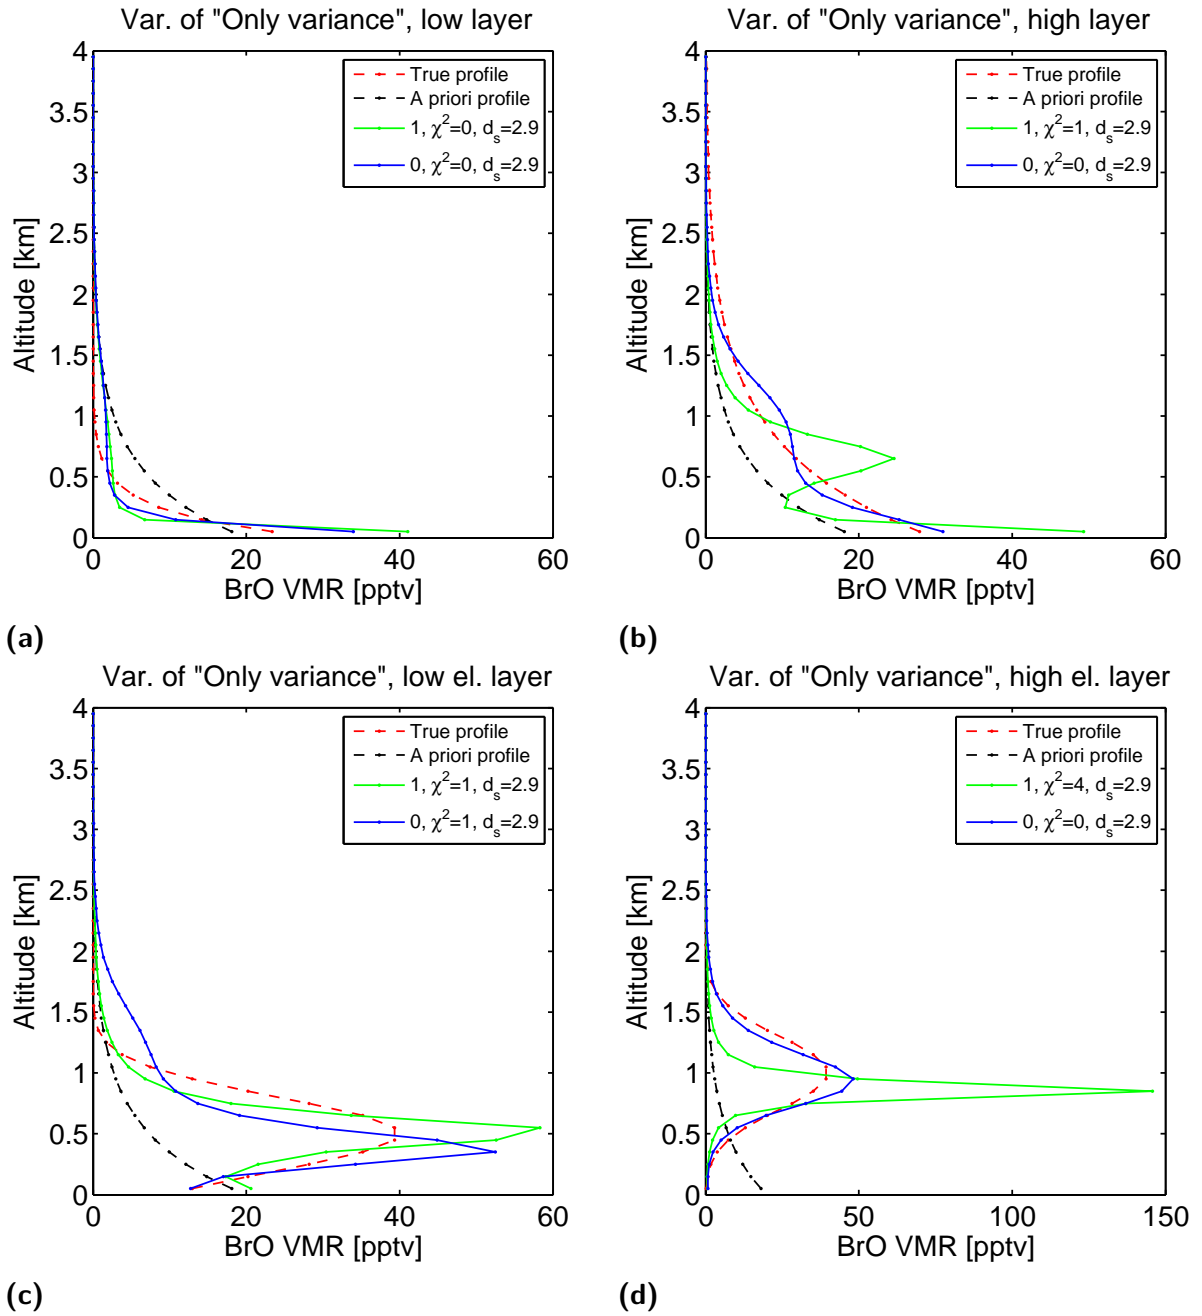 Var. of "Only variance", low layer
4
3.5
3
2.5
2
1.5
1
0.5
0
0 20 40 60
Altitude [km]
BrO VMR [pptv]
True profile
A priori profile
1, χ²=0, dₛ=2.9
0, χ²=0, dₛ=2.9
(a)
Var. of "Only variance", high layer
4
3.5
3
2.5
2
1.5
1
0.5
0
0 20 40 60
Altitude [km]
BrO VMR [pptv]
True profile
A priori profile
1, χ²=1, dₛ=2.9
0, χ²=0, dₛ=2.9
(b)
Var. of "Only variance", low el. layer
4
3.5
3
2.5
2
1.5
1
0.5
0
0 20 40 60
Altitude [km]
BrO VMR [pptv]
True profile
A priori profile
1, χ²=1, dₛ=2.9
0, χ²=1, dₛ=2.9
(c)
Var. of "Only variance", high el. layer
4
3.5
3
2.5
2
1.5
1
0.5
0
0 50 100 150
Altitude [km]
BrO VMR [pptv]
True profile
A priori profile
1, χ²=4, dₛ=2.9
0, χ²=0, dₛ=2.9
(d)